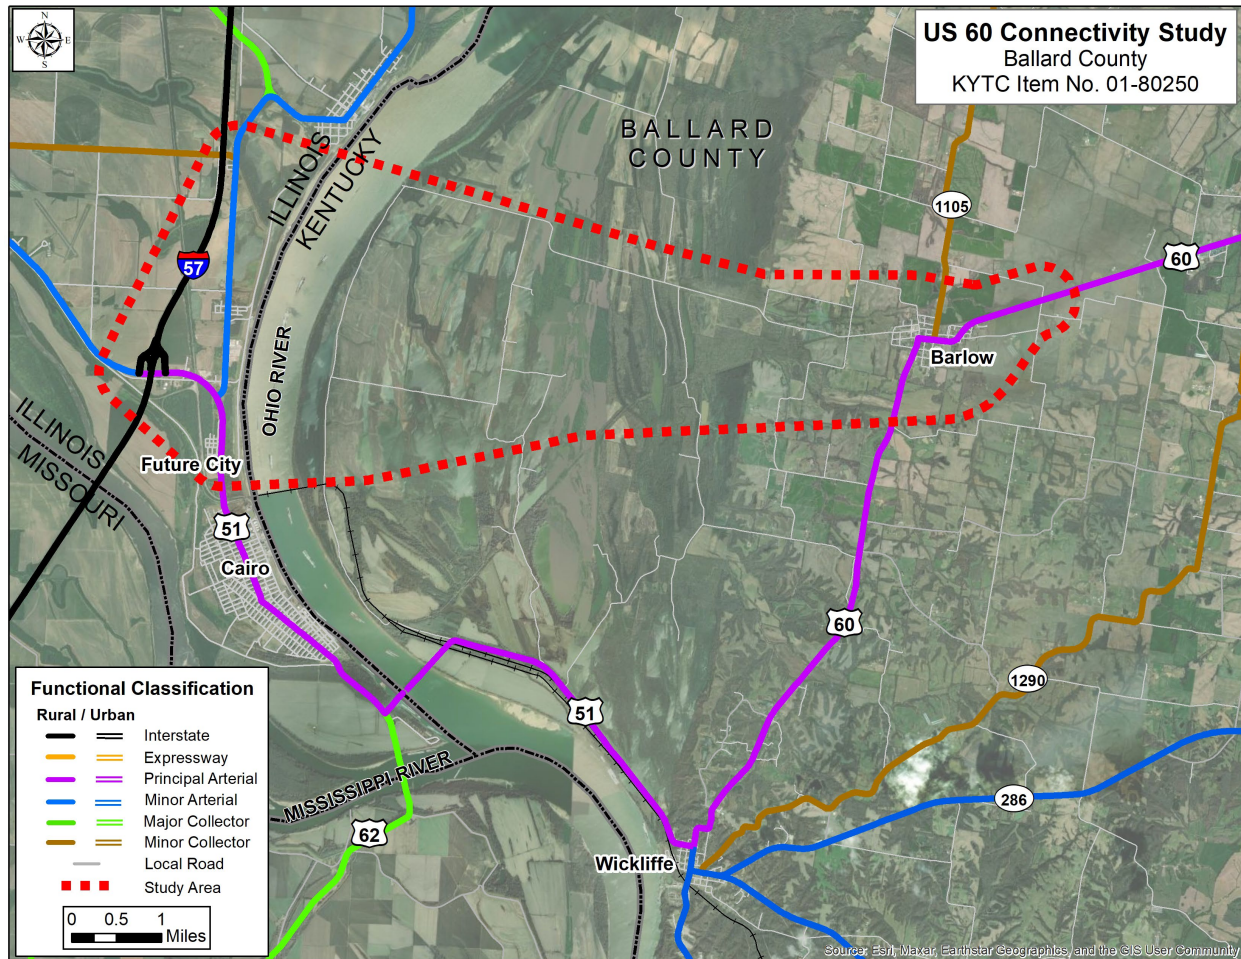 N
W E
S
US 60 Connectivity Study
Ballard County
KYTC Item No. 01-80250
BALLARD
COUNTY
ILLINOIS
KENTUCKY
1105
60
57
OHIO RIVER
Barlow
ILLINOIS
MISSOURI
Future City
51
Cairo
60
1290
51
286
MISSISSIPPI RIVER
62
Wickliffe
Functional Classification
Rural / Urban
Interstate
Expressway
Principal Arterial
Minor Arterial
Major Collector
Minor Collector
Local Road
Study Area
0 0.5 1
Miles
Source: Esri, Maxar, Earthstar Geographics, and the GIS User Community